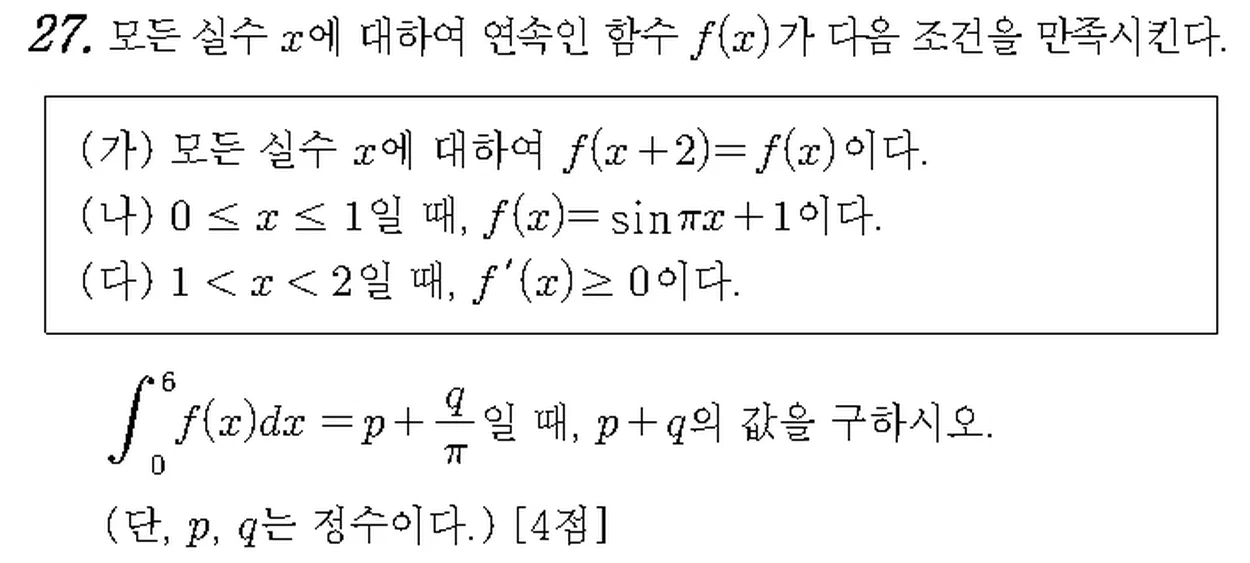 27. 모든 실수 x에 대하여 연속인 함수 f(x)가 다음 조건을 만족시킨다.
(가) 모든 실수 x에 대하여 f(x+2)=f(x)이다.
(나) 0 ≤ x ≤ 1일 때, f(x)= sinπx+1이다.
(다) 1 < x < 2일 때, f′(x)≥ 0이다.
∫₀⁶ f(x)dx = p + q/π 일 때, p+q의 값을 구하시오.
(단, p, q는 정수이다.) [4점]